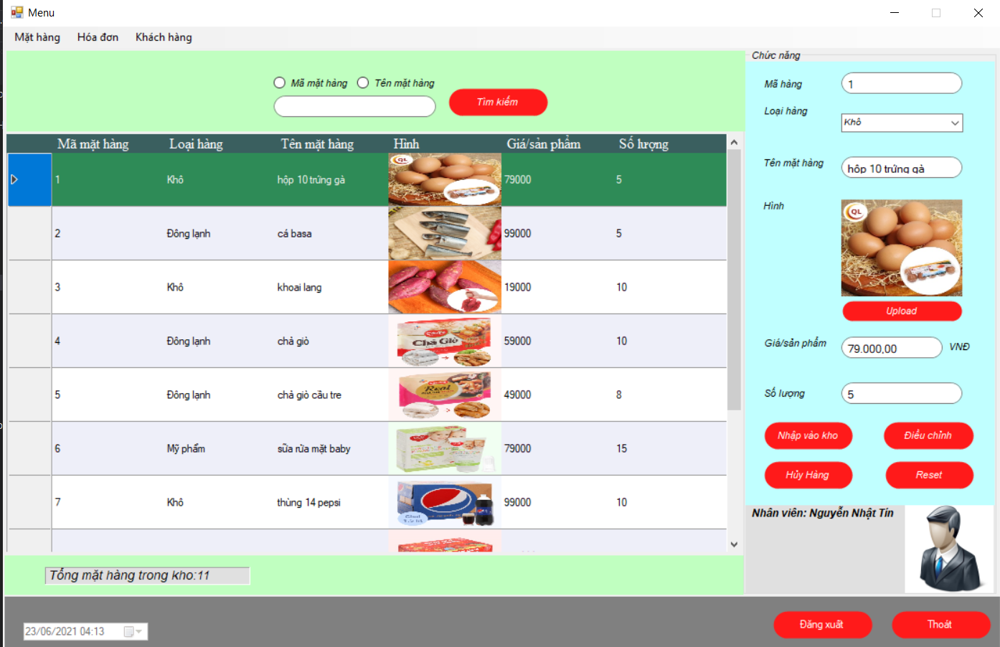 Menu
Mặt hàng Hóa đơn Khách hàng
Mã mặt hàng Tên mặt hàng
Tìm kiếm
Mã mặt hàng Loại hàng Tên mặt hàng Hình Giá/sản phẩm Số lượng
1 Khô hộp 10 trứng gà QL 79000 5
2 Đông lạnh cá basa 99000 5
3 Khô khoai lang 19000 10
4 Đông lạnh chả giò Chả Giò 59000 10
5 Đông lạnh chả giò cầu tre Real 49000 8
6 Mỹ phẩm sữa rửa mặt baby 79000 15
7 Khô thùng 14 pepsi 99000 10
Tổng mặt hàng trong kho:11
23/06/2021 04:13
Chức năng
Mã hàng 1
Loại hàng Khô
Tên mặt hàng hộp 10 trứng gà
Hình QL
Upload
Giá/sản phẩm 79.000,00 VNĐ
Số lượng 5
Nhập vào kho Điều chỉnh
Hủy Hàng Reset
Nhân viên: Nguyễn Nhật Tín
Đăng xuất Thoát